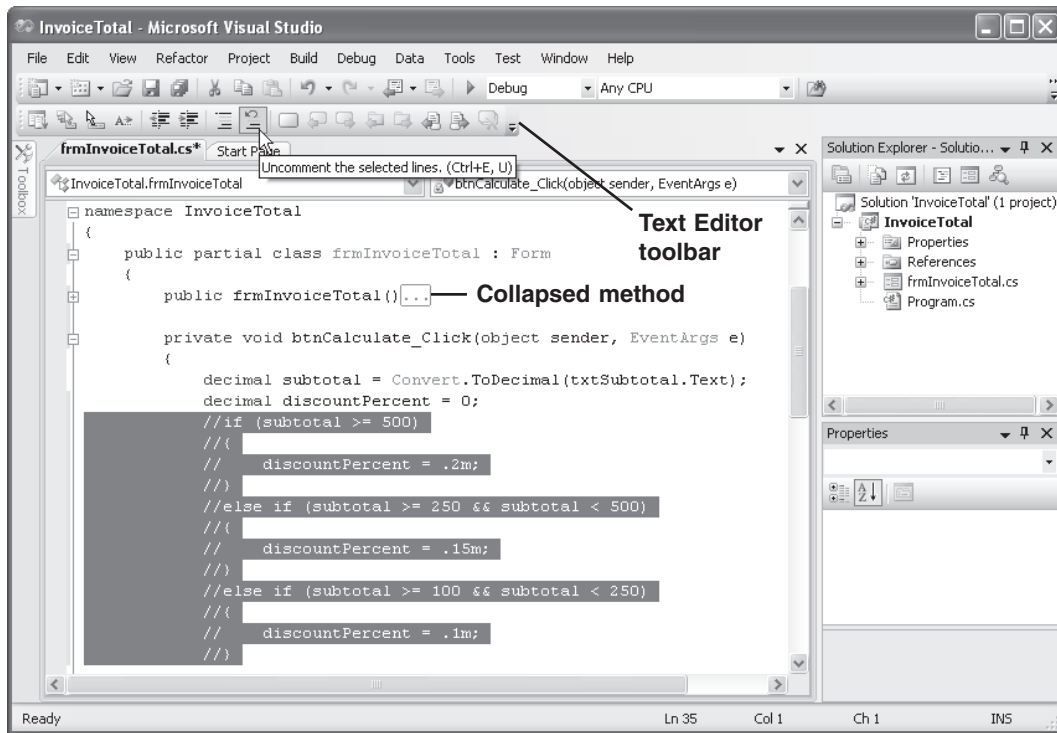 InvoiceTotal - Microsoft Visual Studio
File Edit View Refactor Project Build Debug Data Tools Test Window Help
Debug Any CPU
frmInvoiceTotal.cs* Start Page
Uncomment the selected lines. (Ctrl+E, U)
Toolbox
InvoiceTotal.frmInvoiceTotal
btnCalculate_Click(object sender, EventArgs e)
Text Editor
toolbar
namespace InvoiceTotal
{
public partial class frmInvoiceTotal : Form
{
public frmInvoiceTotal()...
Collapsed method
private void btnCalculate_Click(object sender, EventArgs e)
{
decimal subtotal = Convert.ToDecimal(txtSubtotal.Text);
decimal discountPercent = 0;
//if (subtotal >= 500)
//{
//    discountPercent = .2m;
//}
//else if (subtotal >= 250 && subtotal < 500)
//{
//    discountPercent = .15m;
//}
//else if (subtotal >= 100 && subtotal < 250)
//{
//    discountPercent = .1m;
//}
Solution Explorer - Solutio...
Solution 'InvoiceTotal' (1 project)
InvoiceTotal
Properties
References
frmInvoiceTotal.cs
Program.cs
Properties
Ready Ln 35 Col 1 Ch 1 INS